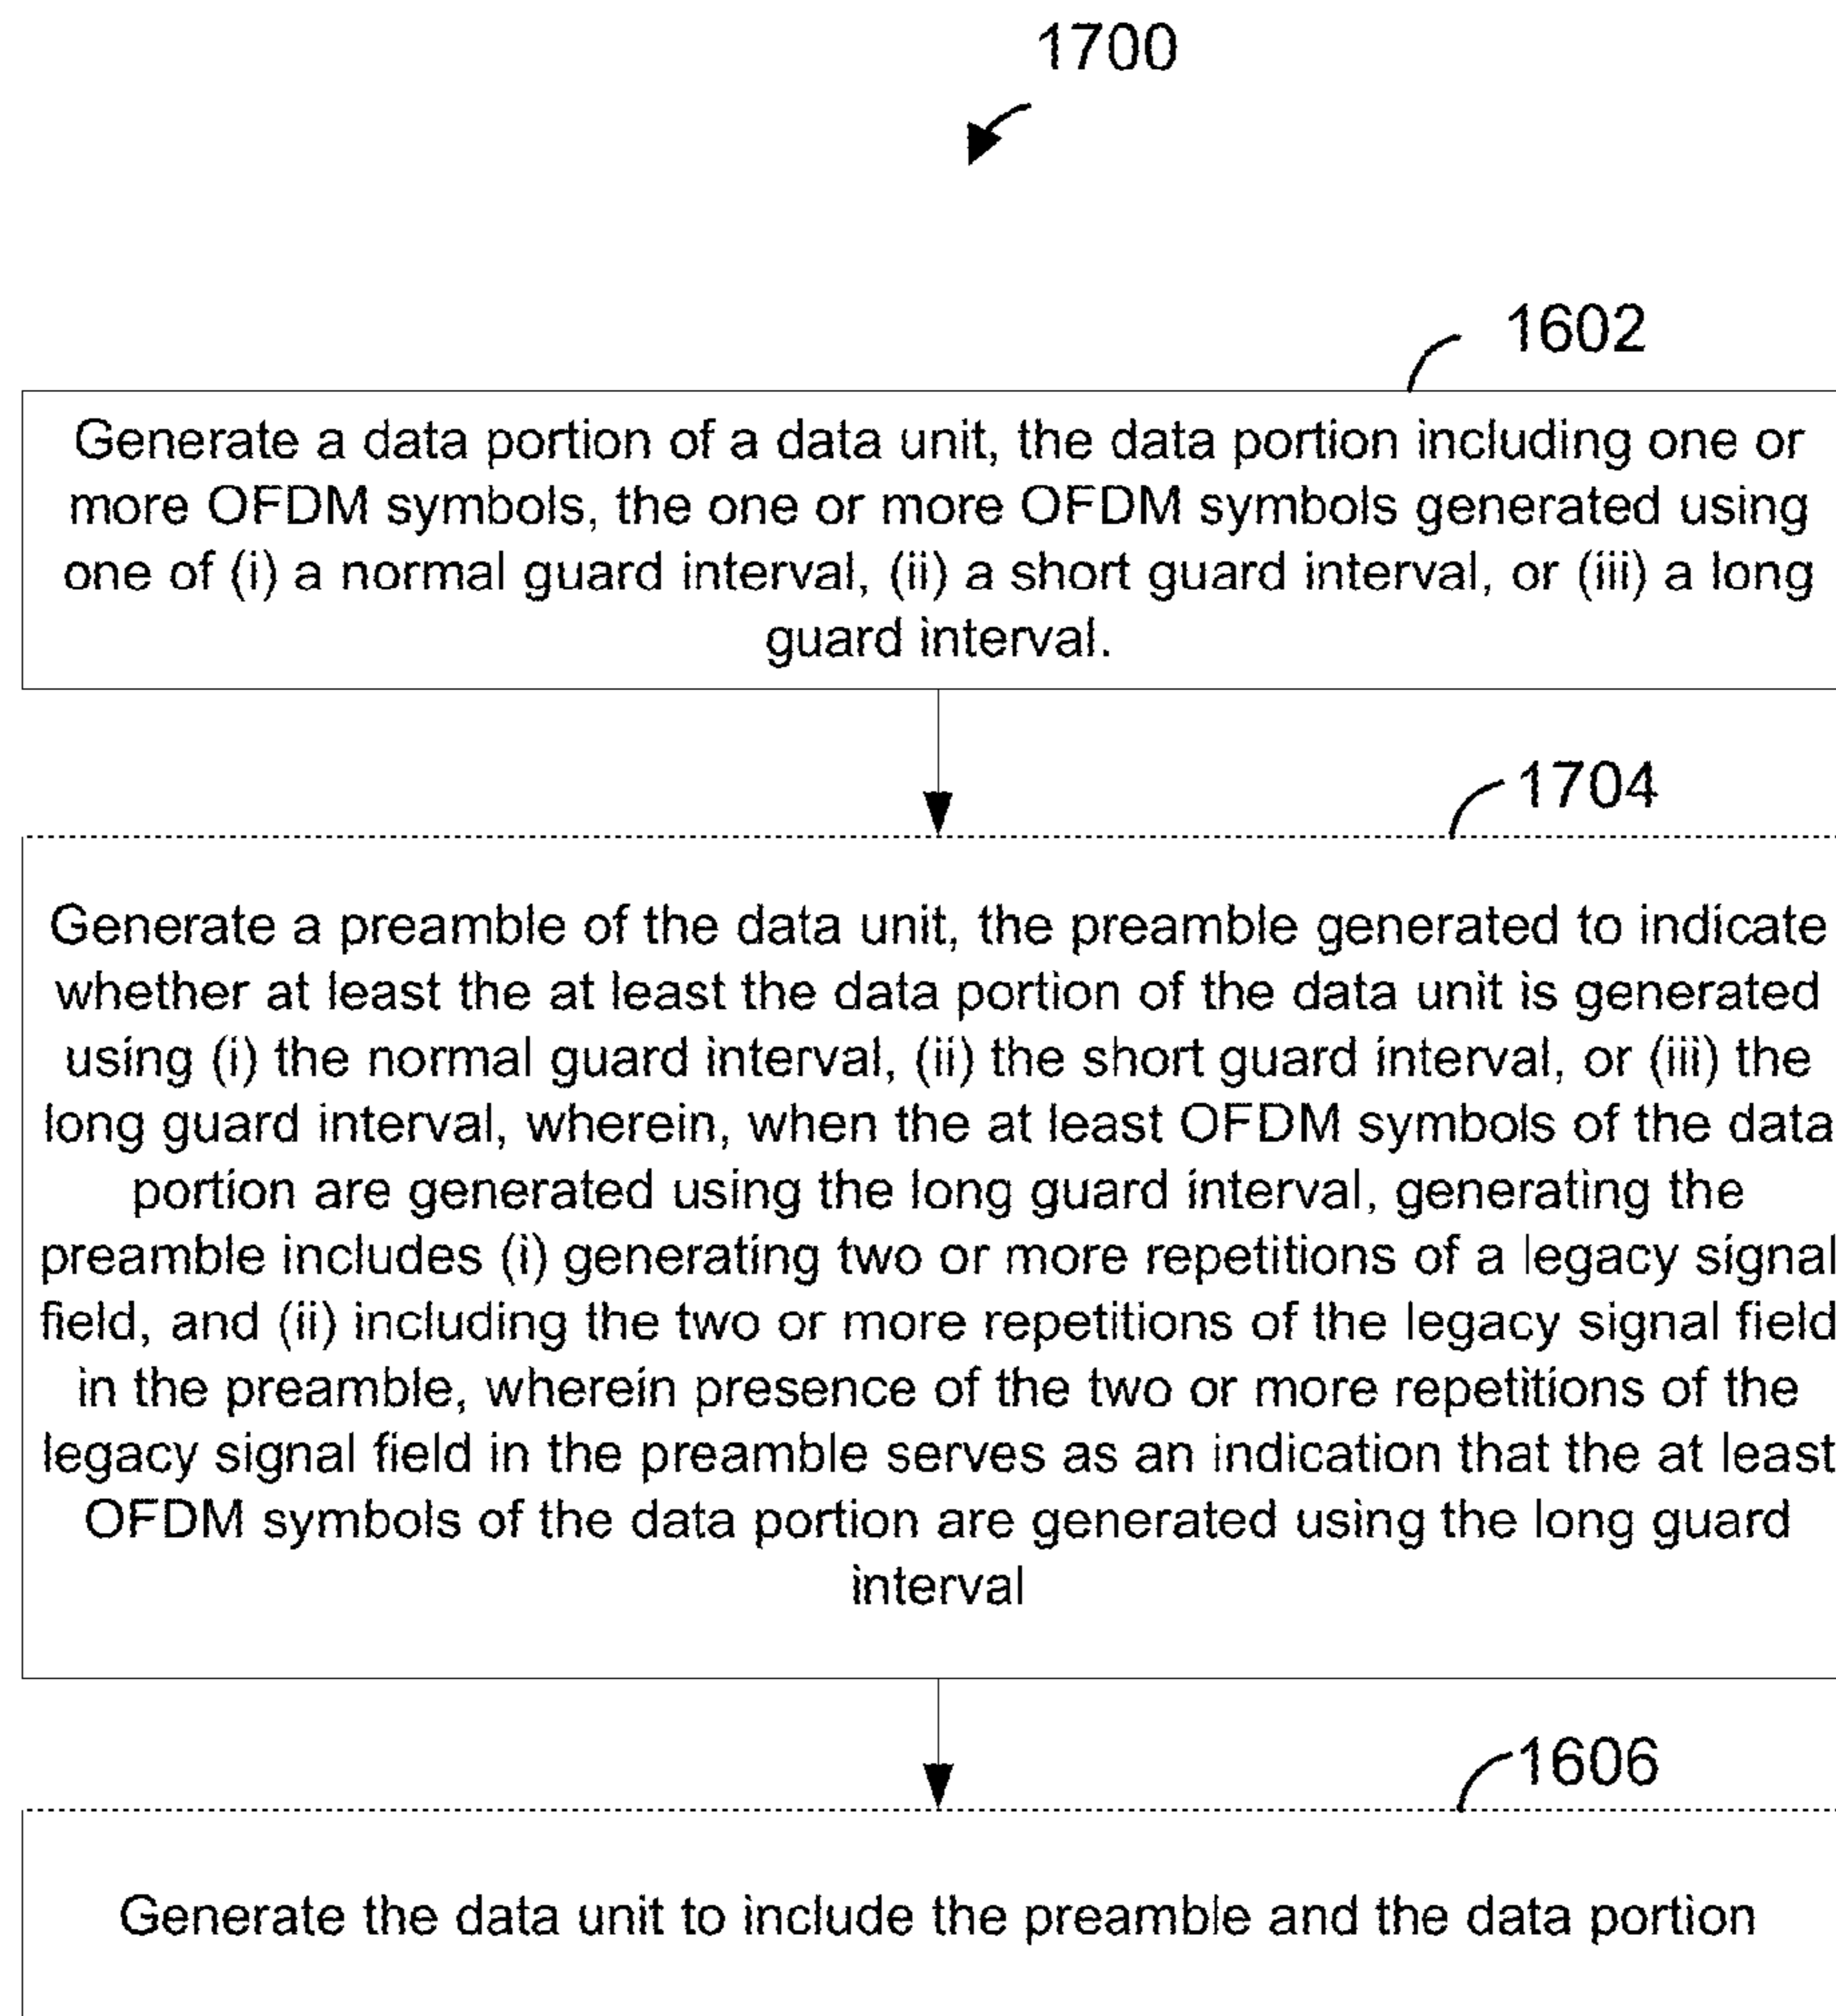 1700
1602
Generate a data portion of a data unit, the data portion including one or
more OFDM symbols, the one or more OFDM symbols generated using
one of (i) a normal guard interval, (ii) a short guard interval, or (iii) a long
guard interval.
1704
Generate a preamble of the data unit, the preamble generated to indicate
whether at least the at least the data portion of the data unit is generated
using (i) the normal guard interval, (ii) the short guard interval, or (iii) the
long guard interval, wherein, when the at least OFDM symbols of the data
portion are generated using the long guard interval, generating the
preamble includes (i) generating two or more repetitions of a legacy signal
field, and (ii) including the two or more repetitions of the legacy signal field
in the preamble, wherein presence of the two or more repetitions of the
legacy signal field in the preamble serves as an indication that the at least
OFDM symbols of the data portion are generated using the long guard
interval
1606
Generate the data unit to include the preamble and the data portion